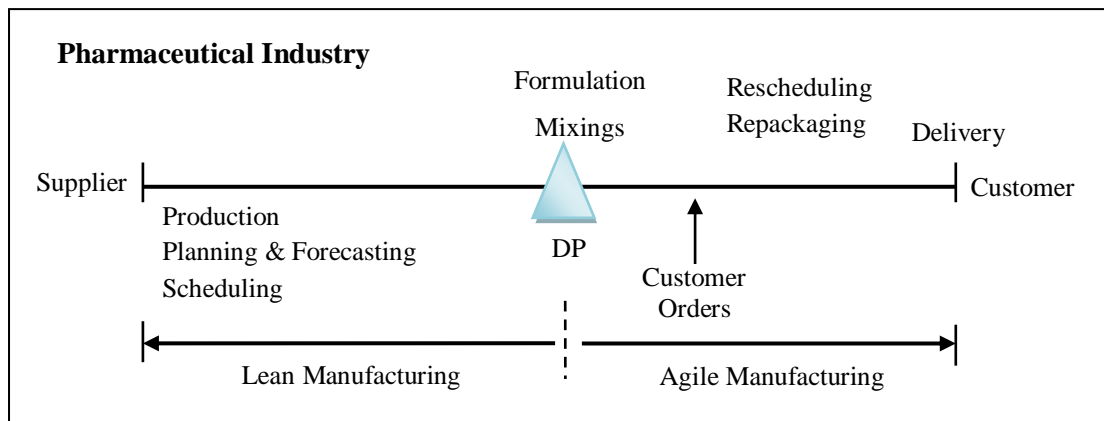 Pharmaceutical Industry
Formulation
Mixings
Rescheduling
Repackaging
Delivery
Supplier
Customer
Production
Planning & Forecasting
Scheduling
DP
Customer
Orders
Lean Manufacturing
Agile Manufacturing